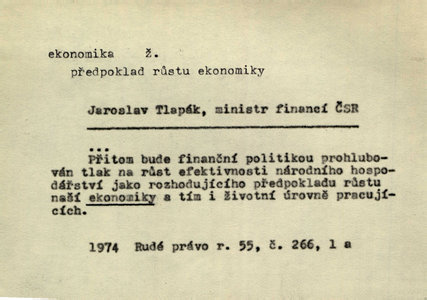 ekonomika ž.
předpoklad růstu ekonomiky
Jaroslav Tlapák, ministr financí ČSR
...
Přitom bude finanční politikou prohlubo-
ván tlak na růst efektivnosti národního hospo-
dářství jako rozhodujícího předpokladu růstu
naší ekonomiky a tím i životní úrovně pracují-
cích.
1974 Rudé právo r. 55, č. 266, 1 a